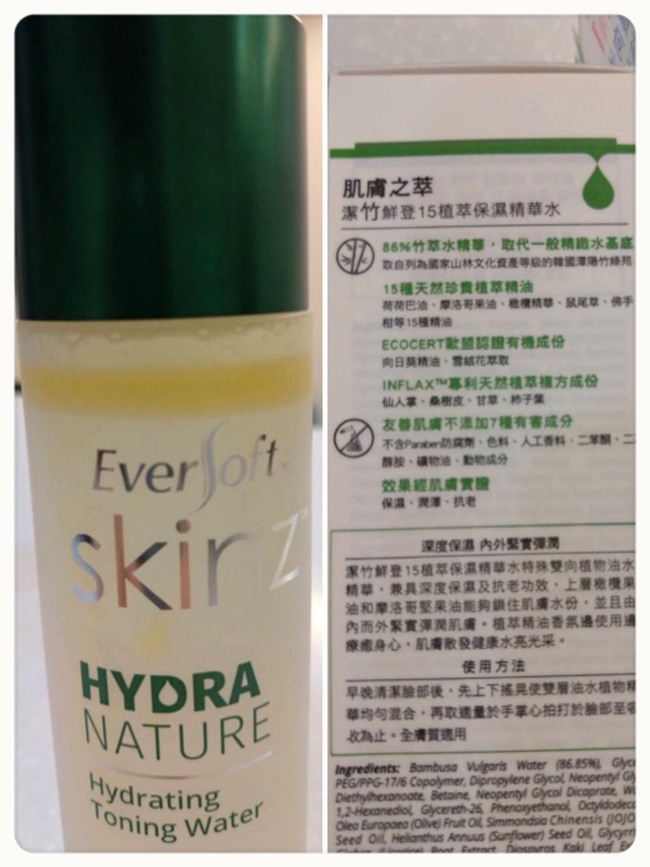 EverSoft
skinz
HYDRA
NATURE
Hydrating
Toning Water
肌膚之萃
潔竹鮮登15植萃保濕精華水
86%竹萃水精華，取代一般精緻水基底
取自列為國家山林文化資產等級的韓國潭陽竹綠苑
15種天然珍貴植萃精油
荷荷巴油、摩洛哥果油、橄欖精華、鼠尾草、佛手
柑等15種精油
ECOCERT歐盟認證有機成份
向日葵精油、雪絨花萃取
INFLAX™專利天然植萃複方成份
仙人掌、桑樹皮、甘草、柿子葉
友善肌膚不添加7種有害成分
不含Paraben防腐劑、色料、人工香料、二苯酮、二
醇胺、礦物油、動物成分
效果經肌膚實證
保濕、潤澤、抗老
深度保濕 內外緊實彈潤
潔竹鮮登15植萃保濕精華水特殊雙向植物油水
精華，兼具深度保濕及抗老功效，上層橄欖果
油和摩洛哥堅果油能夠鎖住肌膚水份，並且由
內而外緊實彈潤肌膚。植萃精油香氛邊使用邊
療癒身心，肌膚散發健康水亮光采。
使用方法
早晚清潔臉部後，先上下搖晃使雙層油水植物精
華均勻混合，再取適量於手掌心拍打於臉部至吸
收為止。全膚質適用
Ingredients: Bambusa Vulgaris Water (86.85%), Glyce
PEG/PPG-17/6 Copolymer, Dipropylene Glycol, Neopentyl Gly
Diethylhexanoate, Betaine, Neopentyl Glycol Dicaprate, Wa
1,2-Hexanediol, Glycereth-26, Phenoxyethanol, Octyldodeco
Olea Europaea (Olive) Fruit Oil, Simmondsia Chinensis (JOJO
Seed Oil, Helianthus Annuus (Sunflower) Seed Oil, Glycyrrh
Glabra (Licorice) Root Extract, Diospyros Kaki Leaf Ex